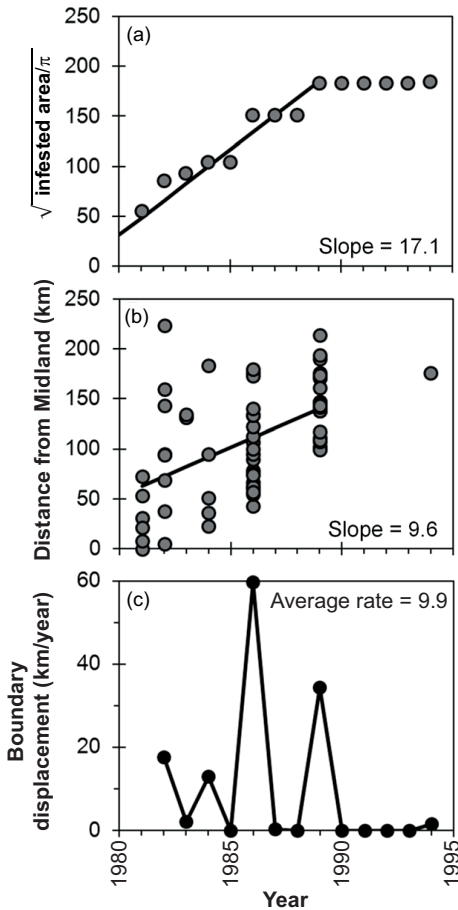 (a)
250
200
150
100
50
0
√ infested area/π
Slope = 17.1
(b)
250
200
150
100
50
0
Distance from Midland (km)
Slope = 9.6
(c)
Average rate = 9.9
60
40
20
0
Boundary
displacement (km/year)
1980
1985
1990
1995
Year